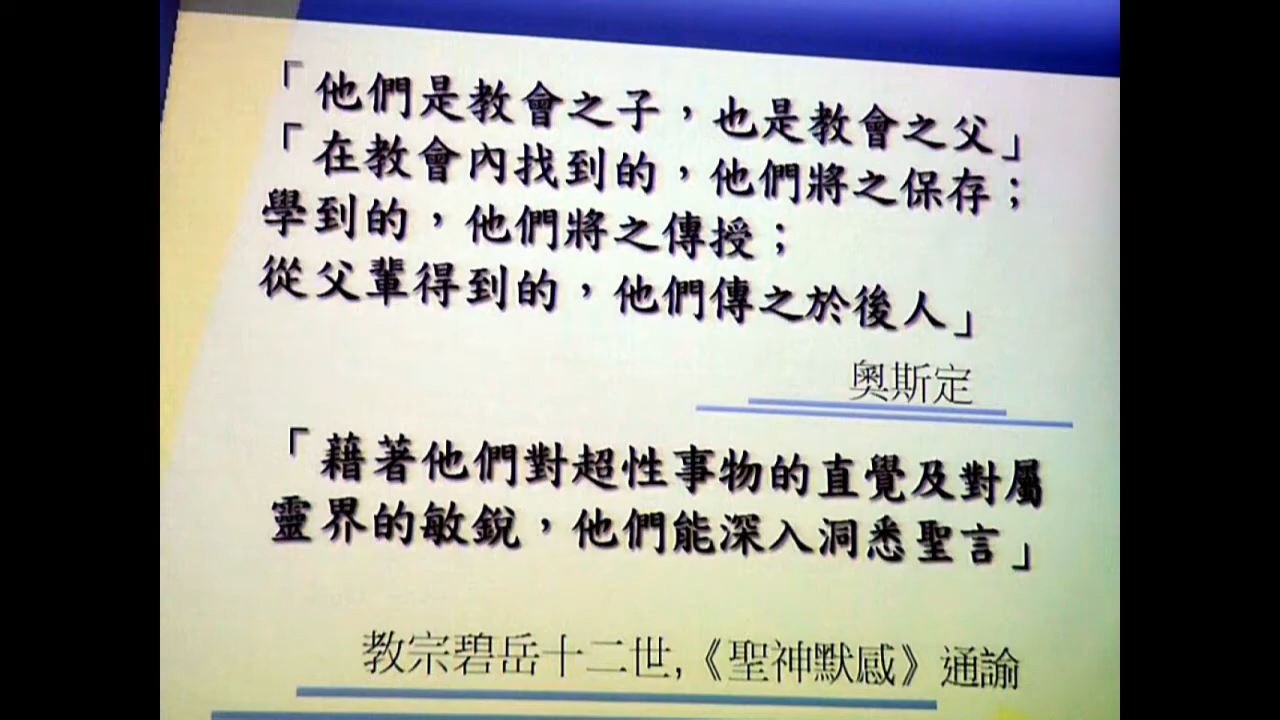 「他們是教會之子，也是教會之父」
「在教會內找到的，他們將之保存；
學到的，他們將之傳授；
從父輩得到的，他們傳之於後人」
奧斯定
「藉著他們對超性事物的直覺及對屬
靈界的敏銳，他們能深入洞悉聖言」
教宗碧岳十二世,《聖神默感》通諭